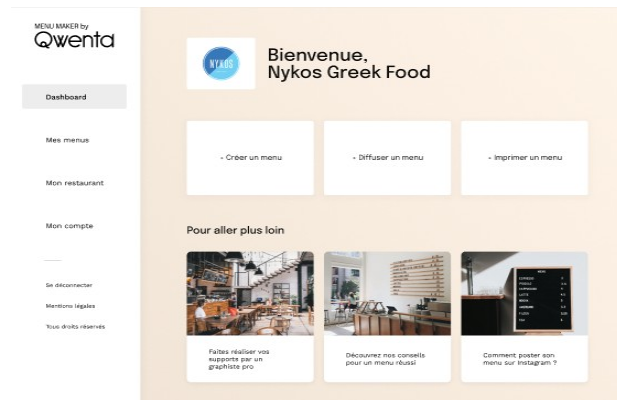 MENU MAKER by
Qwenta
Dashboard
Mes menus
Mon restaurant
Mon compte
Se déconnecter
Mentions légales
Tous droits réservés
NYKOS
Bienvenue,
Nykos Greek Food
- Créer un menu
- Diffuser un menu
- Imprimer un menu
Pour aller plus loin
MENU
ESPRESSO
Faites réaliser vos
supports par un
graphiste pro
Découvrez nos conseils
pour un menu réussi
Comment poster son
menu sur Instagram ?